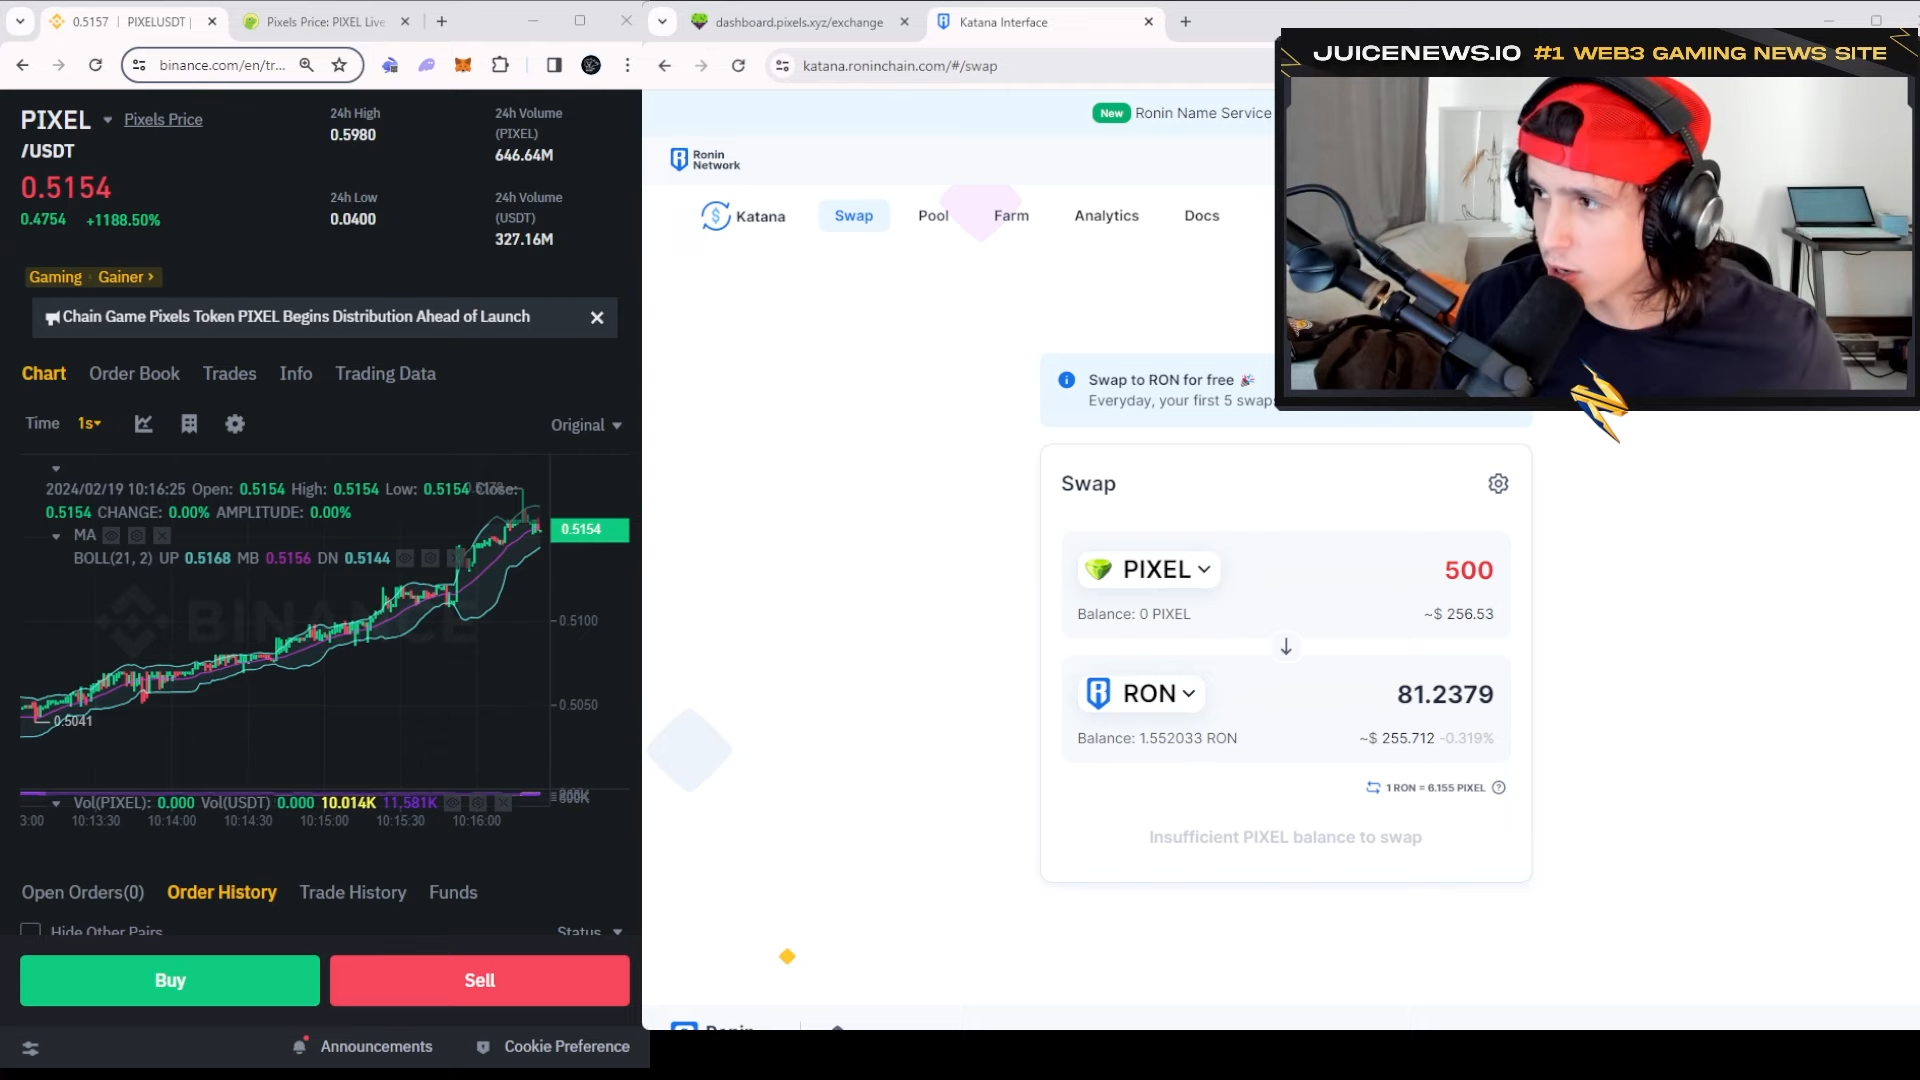 0.5157 | PIXELUSDT |
Pixels Price: PIXEL Live
binance.com/en/tr...
dashboard.pixels.xyz/exchange
Katana Interface
katana.roninchain.com/#/swap
JUICENEWS.IO #1 WEB3 GAMING NEWS SITE
PIXEL
/USDT
Pixels Price
0.5154
0.4754 +1188.50%
24h High
0.5980
24h Low
0.0400
24h Volume
(PIXEL)
646.64M
24h Volume
(USDT)
327.16M
Gaming Gainer
Chain Game Pixels Token PIXEL Begins Distribution Ahead of Launch
Chart Order Book Trades Info Trading Data
Time 1s
Original
2024/02/19 10:16:25 Open: 0.5154 High: 0.5154 Low: 0.5154 Close:
0.5154 CHANGE: 0.00% AMPLITUDE: 0.00%
MA
BOLL(21, 2) UP 0.5168 MB 0.5156 DN 0.5144
0.5154
BINANCE
0.5100
0.5050
0.5041
Vol(PIXEL): 0.000 Vol(USDT) 0.000 10.014K 11.581K
3:00 10:13:30 10:14:00 10:14:30 10:15:00 10:15:30 10:16:00
Open Orders(0) Order History Trade History Funds
Hide Other Pairs
Status
Buy
Sell
Announcements
Cookie Preference
New Ronin Name Service
Ronin
Network
Katana Swap Pool Farm Analytics Docs
Swap to RON for free
Everyday, your first 5 swaps
Swap
PIXEL
500
Balance: 0 PIXEL
~$ 256.53
RON
81.2379
Balance: 1.552033 RON
~$ 255.712 -0.319%
1 RON = 6.155 PIXEL
Insufficient PIXEL balance to swap
Ronin